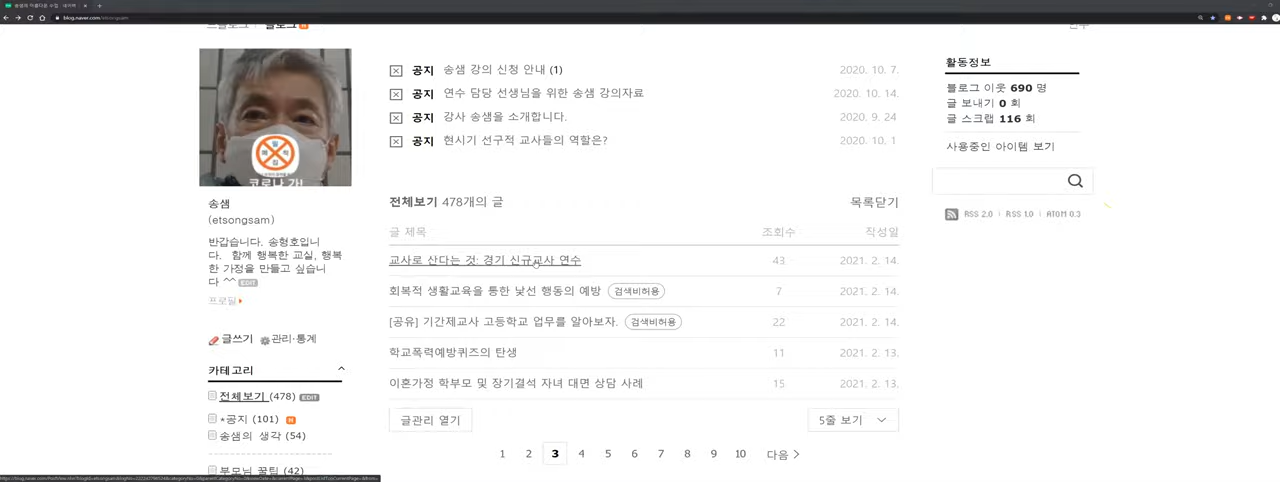 blog.naver.com/etsongsam
블로그
코로나 가!
송샘
(etsongsam)
반갑습니다. 송형호입니
다. 함께 행복한 교실, 행복
한 가정을 만들고 싶습니
다 ^^ EDIT
프로필
글쓰기 관리·통계
카테고리
전체보기 (478) EDIT
*공지 (101) N
송샘의 생각 (54)
부모님 꿀팁 (42)
공지 송샘 강의 신청 안내 (1) 2020. 10. 7.
공지 연수 담당 선생님을 위한 송샘 강의자료 2020. 10. 14.
공지 강사 송샘을 소개합니다. 2020. 9. 24
공지 현시기 선구적 교사들의 역할은? 2020. 10. 1
전체보기 478개의 글 목록닫기
글 제목 조회수 작성일
교사로 산다는 것: 경기 신규교사 연수 43 2021. 2. 14.
회복적 생활교육을 통한 낯선 행동의 예방 검색비허용 7 2021. 2. 14.
[공유] 기간제교사 고등학교 업무를 알아보자. 검색비허용 22 2021. 2. 14.
학교폭력예방퀴즈의 탄생 11 2021. 2. 13.
이혼가정 학부모 및 장기결석 자녀 대면 상담 사례 15 2021. 2. 13.
글관리 열기 5줄 보기
1 2 3 4 5 6 7 8 9 10 다음
활동정보
블로그 이웃 690 명
글 보내기 0 회
글 스크랩 116 회
사용중인 아이템 보기
RSS 2.0 RSS 1.0 ATOM 0.3